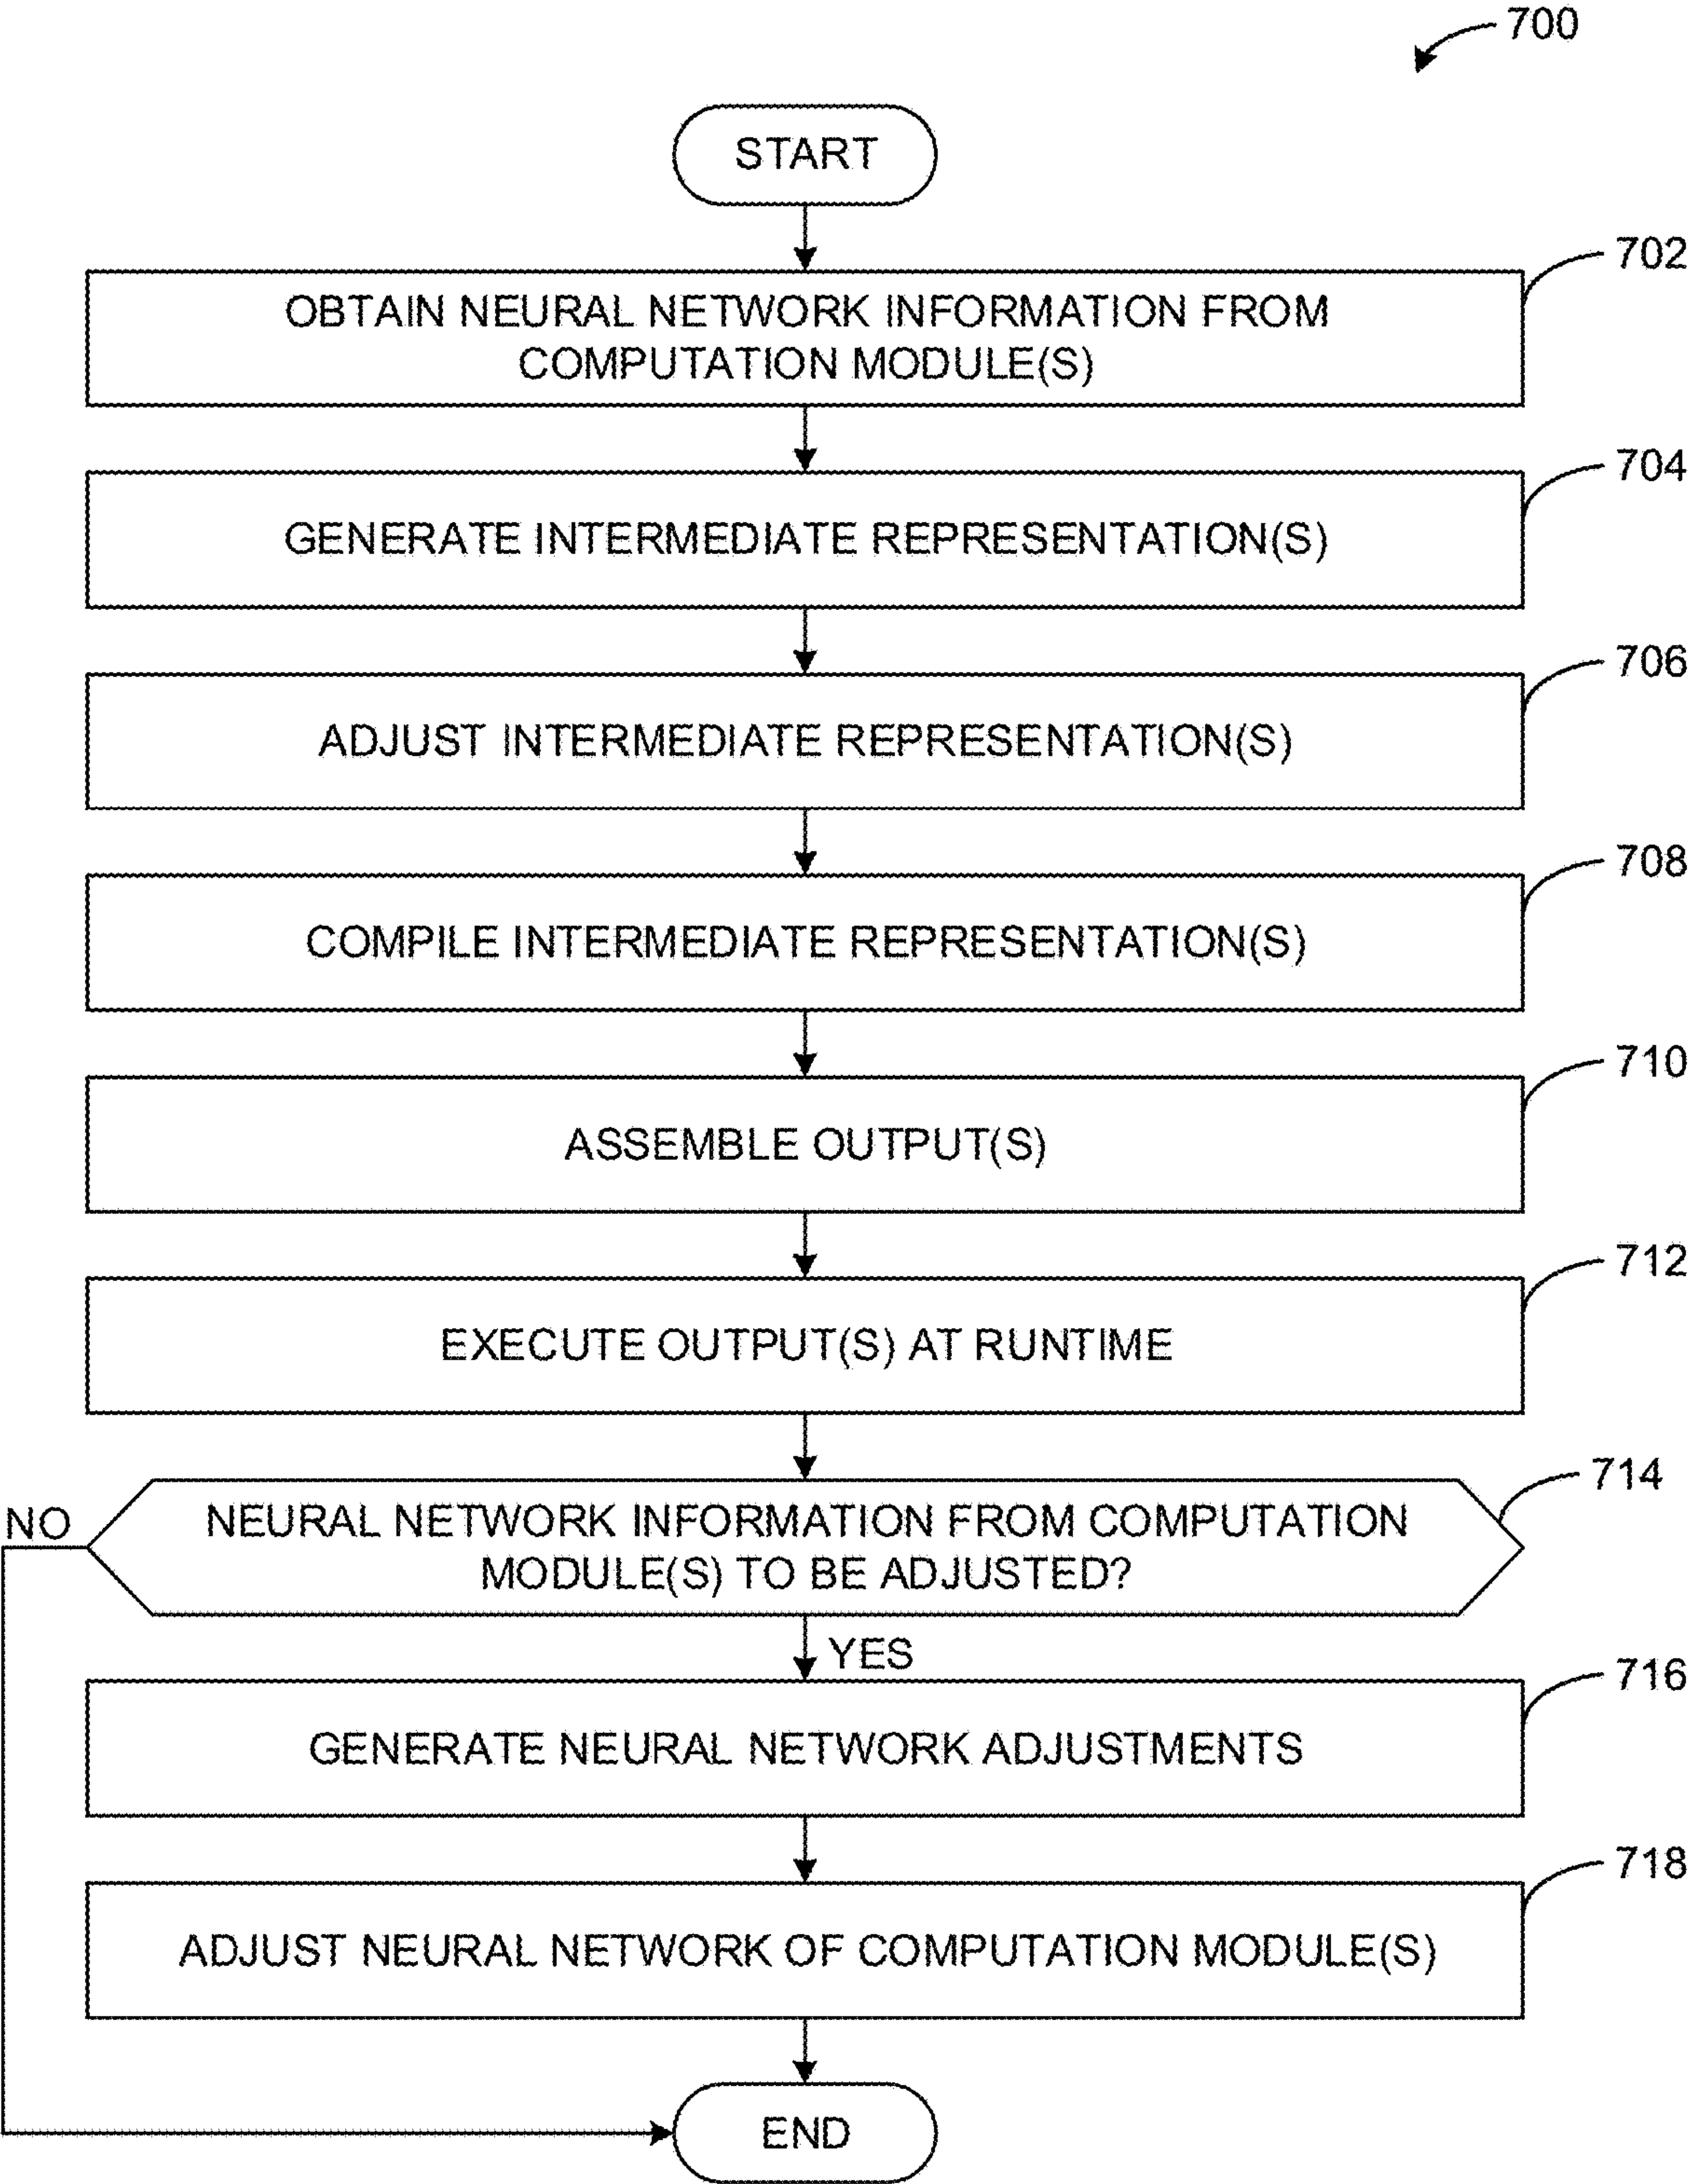 700
START
702
OBTAIN NEURAL NETWORK INFORMATION FROM
COMPUTATION MODULE(S)
704
GENERATE INTERMEDIATE REPRESENTATION(S)
706
ADJUST INTERMEDIATE REPRESENTATION(S)
708
COMPILE INTERMEDIATE REPRESENTATION(S)
710
ASSEMBLE OUTPUT(S)
712
EXECUTE OUTPUT(S) AT RUNTIME
714
NO
NEURAL NETWORK INFORMATION FROM COMPUTATION
MODULE(S) TO BE ADJUSTED?
YES
716
GENERATE NEURAL NETWORK ADJUSTMENTS
718
ADJUST NEURAL NETWORK OF COMPUTATION MODULE(S)
END